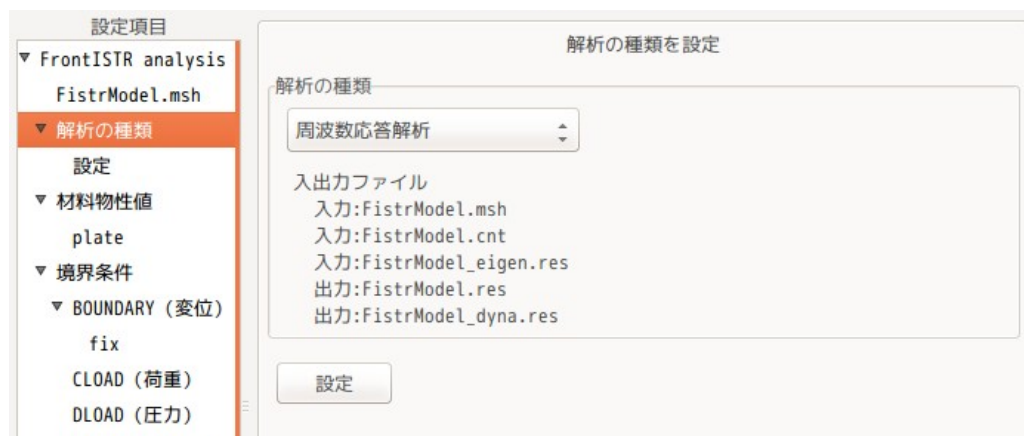 設定項目
FrontISTR analysis
FistrModel.msh
解析の種類
設定
材料物性値
plate
境界条件
BOUNDARY (変位)
fix
CLOAD (荷重)
DLOAD (圧力)
解析の種類を設定
解析の種類
周波数応答解析
入出力ファイル
入力:FistrModel.msh
入力:FistrModel.cnt
入力:FistrModel_eigen.res
出力:FistrModel.res
出力:FistrModel_dyna.res
設定